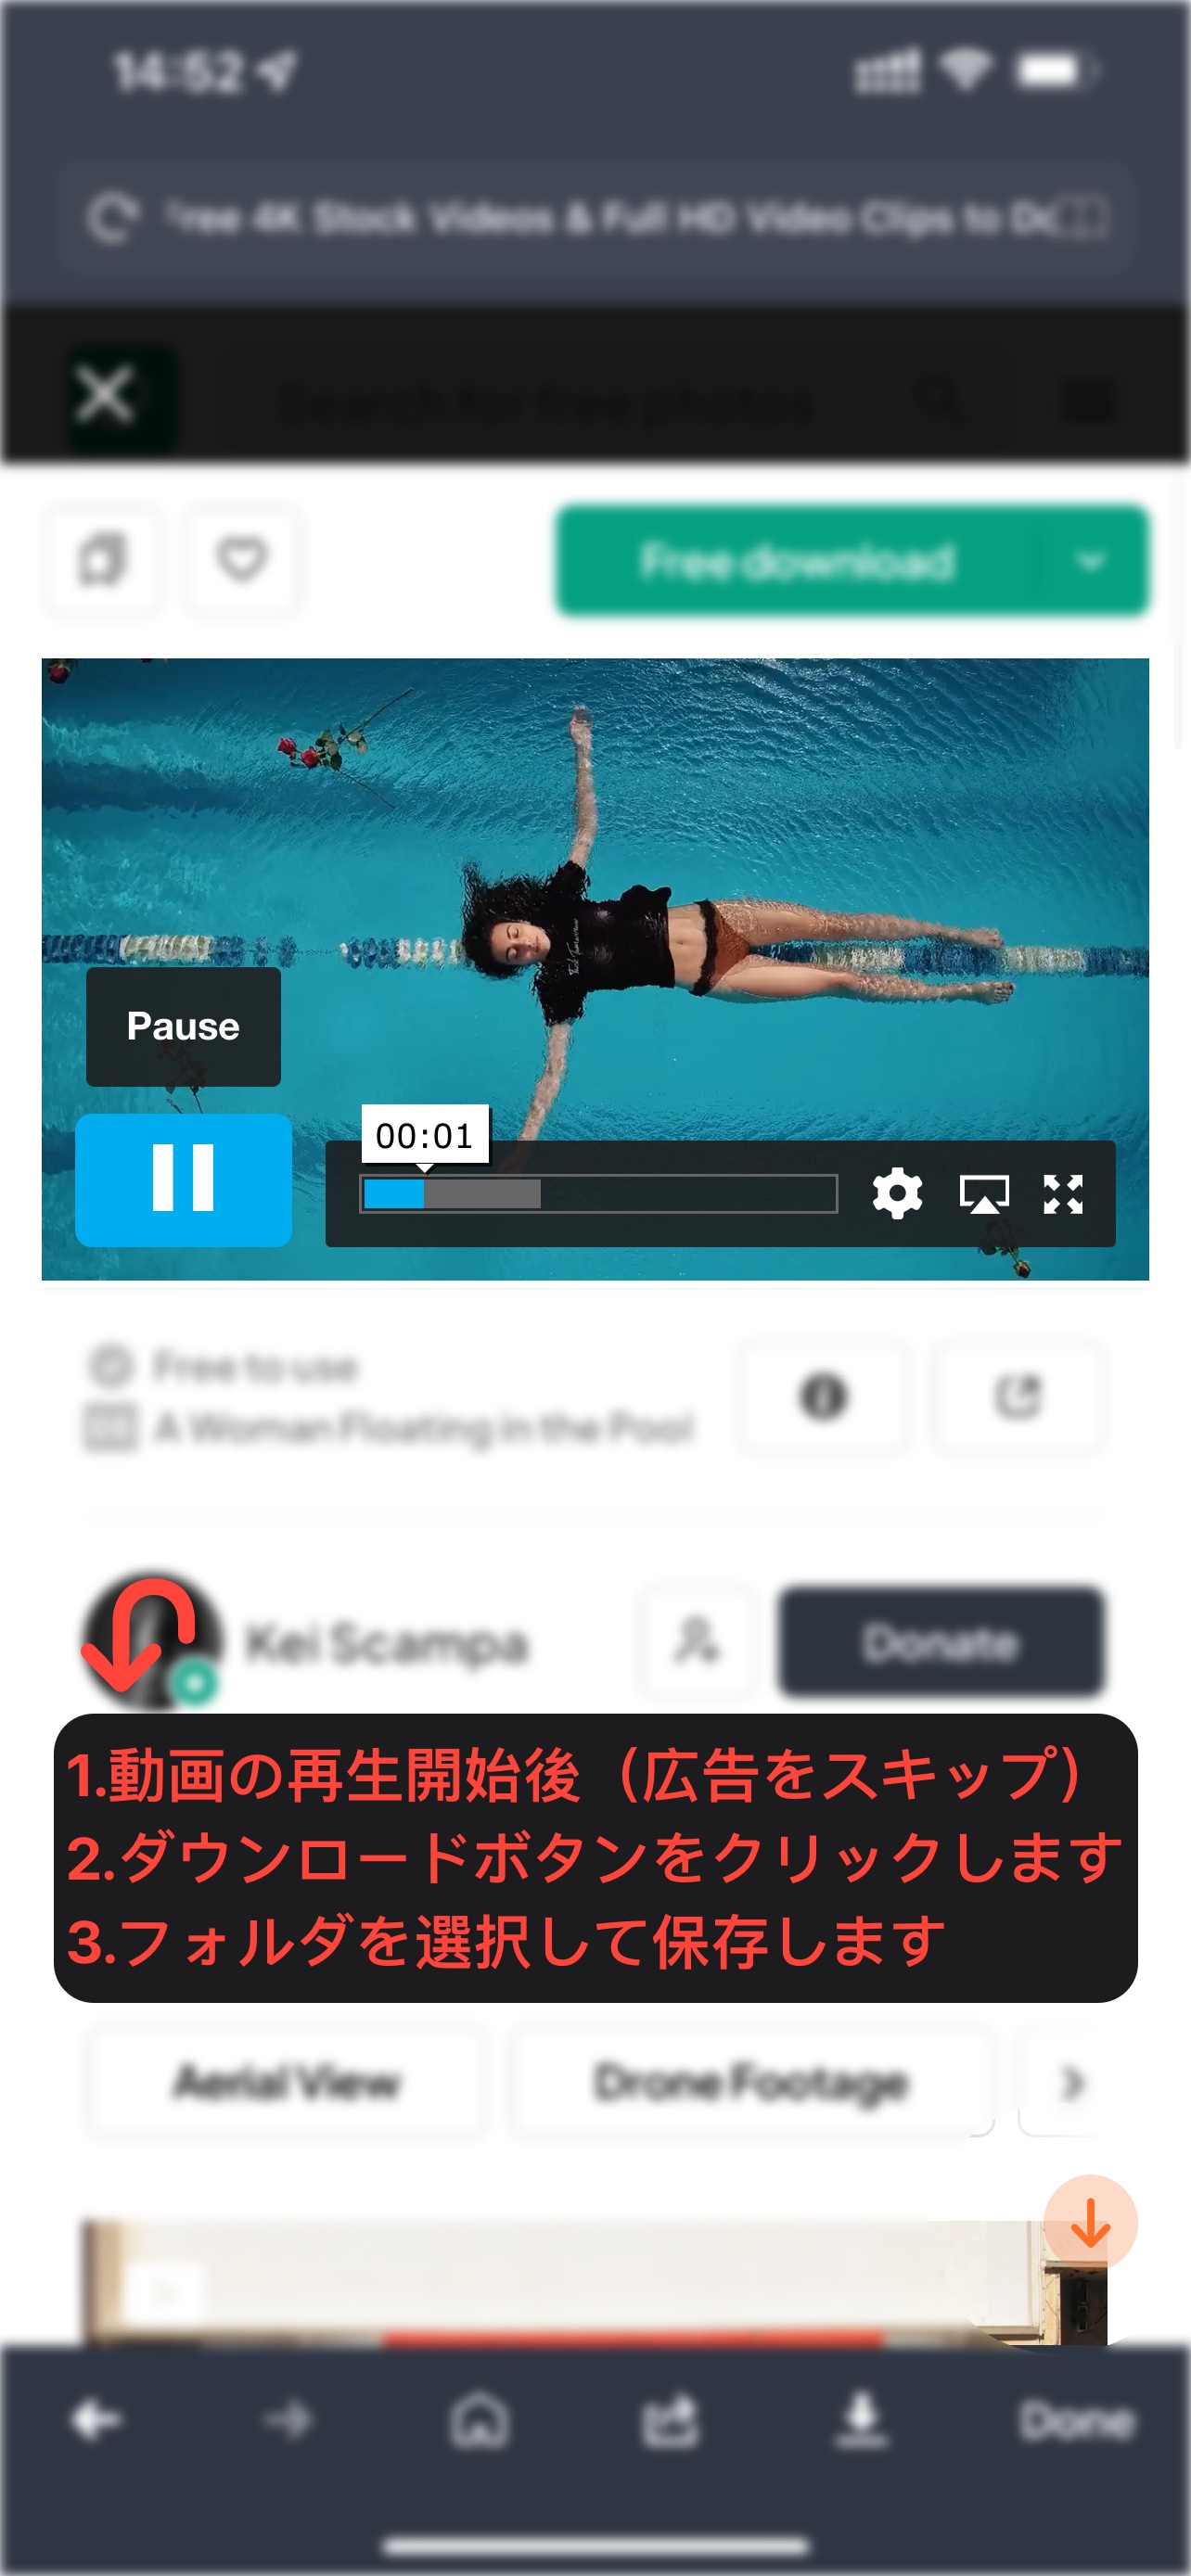 14:52
Free 4K Stock Videos & Full HD Video Clips to Do
Search for free photos
Free download
Pause
00:01
Free to use
A Woman Floating in the Pool
Kei Scampa
Donate
1.動画の再生開始後（広告をスキップ）
2.ダウンロードボタンをクリックします
3.フォルダを選択して保存します
Aerial View
Drone Footage
Done